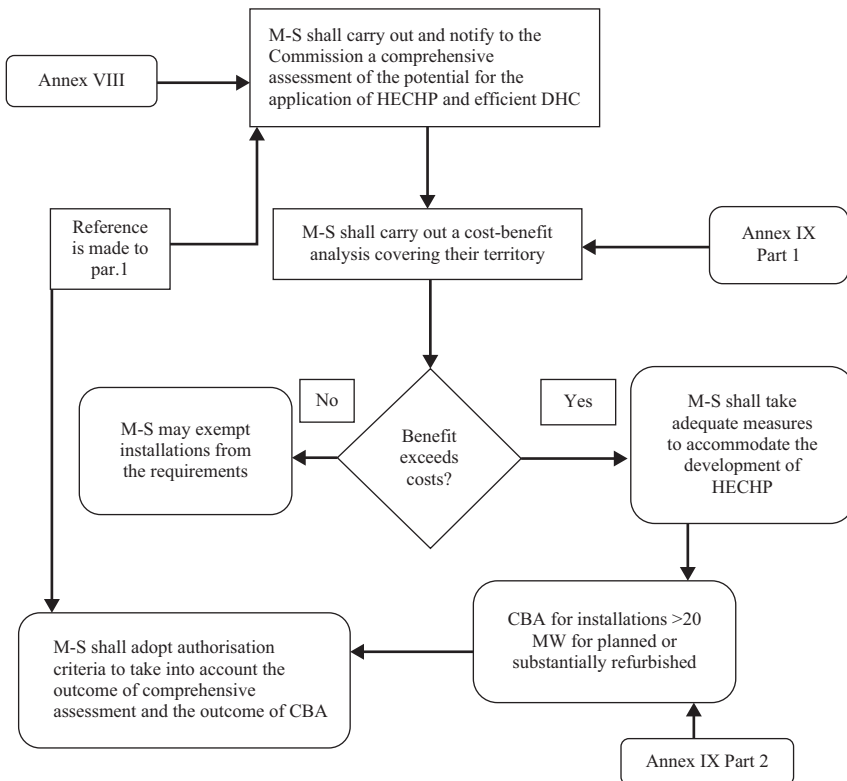 M-S shall carry out and notify to the
Commission a comprehensive
assessment of the potential for the
application of HECHP and efficient DHC
Annex VIII
Reference
is made to
par.1
M-S shall carry out a cost-benefit
analysis covering their territory
Annex IX
Part 1
No
Yes
M-S may exempt
installations from
the requirements
Benefit
exceeds
costs?
M-S shall take
adequate measures
to accommodate the
development of
HECHP
M-S shall adopt authorisation
criteria to take into account the
outcome of comprehensive
assessment and the outcome of CBA
CBA for installations >20
MW for planned or
substantially refurbished
Annex IX Part 2